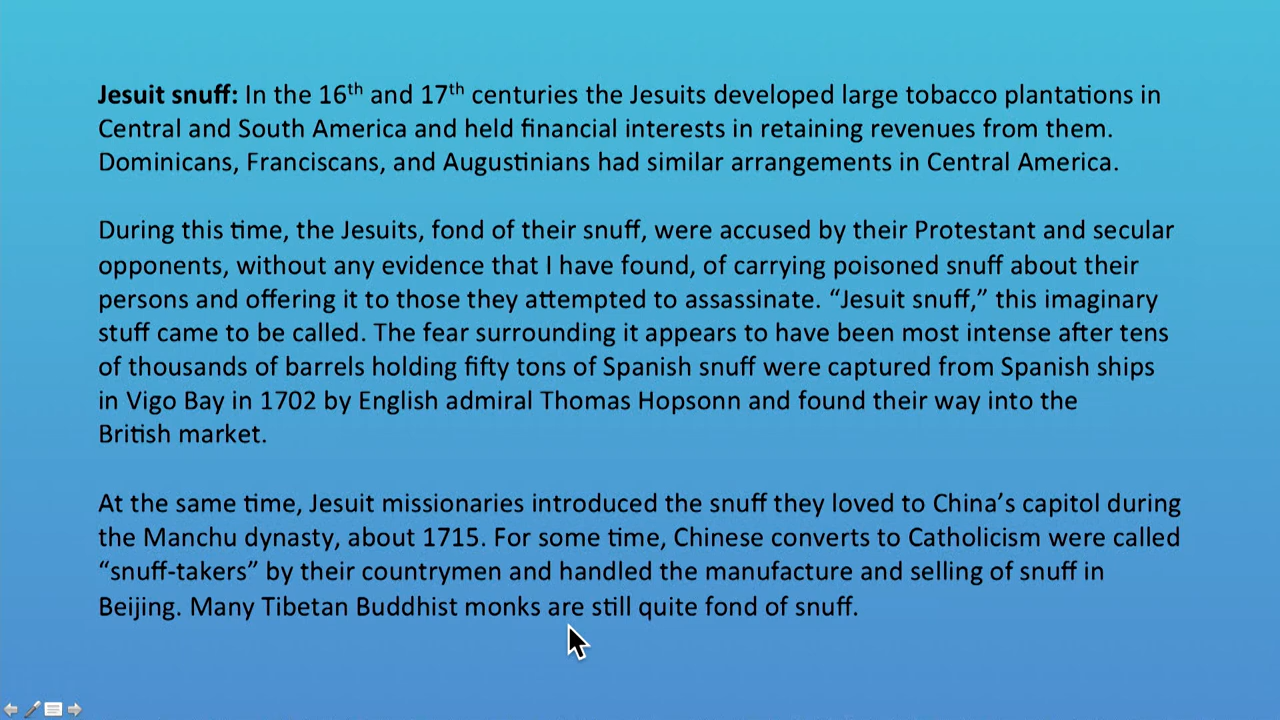 Jesuit snuff: In the 16th and 17th centuries the Jesuits developed large tobacco plantations in
Central and South America and held financial interests in retaining revenues from them.
Dominicans, Franciscans, and Augustinians had similar arrangements in Central America.
During this time, the Jesuits, fond of their snuff, were accused by their Protestant and secular
opponents, without any evidence that I have found, of carrying poisoned snuff about their
persons and offering it to those they attempted to assassinate. “Jesuit snuff,” this imaginary
stuff came to be called. The fear surrounding it appears to have been most intense after tens
of thousands of barrels holding fifty tons of Spanish snuff were captured from Spanish ships
in Vigo Bay in 1702 by English admiral Thomas Hopsonn and found their way into the
British market.
At the same time, Jesuit missionaries introduced the snuff they loved to China’s capitol during
the Manchu dynasty, about 1715. For some time, Chinese converts to Catholicism were called
“snuff-takers” by their countrymen and handled the manufacture and selling of snuff in
Beijing. Many Tibetan Buddhist monks are still quite fond of snuff.